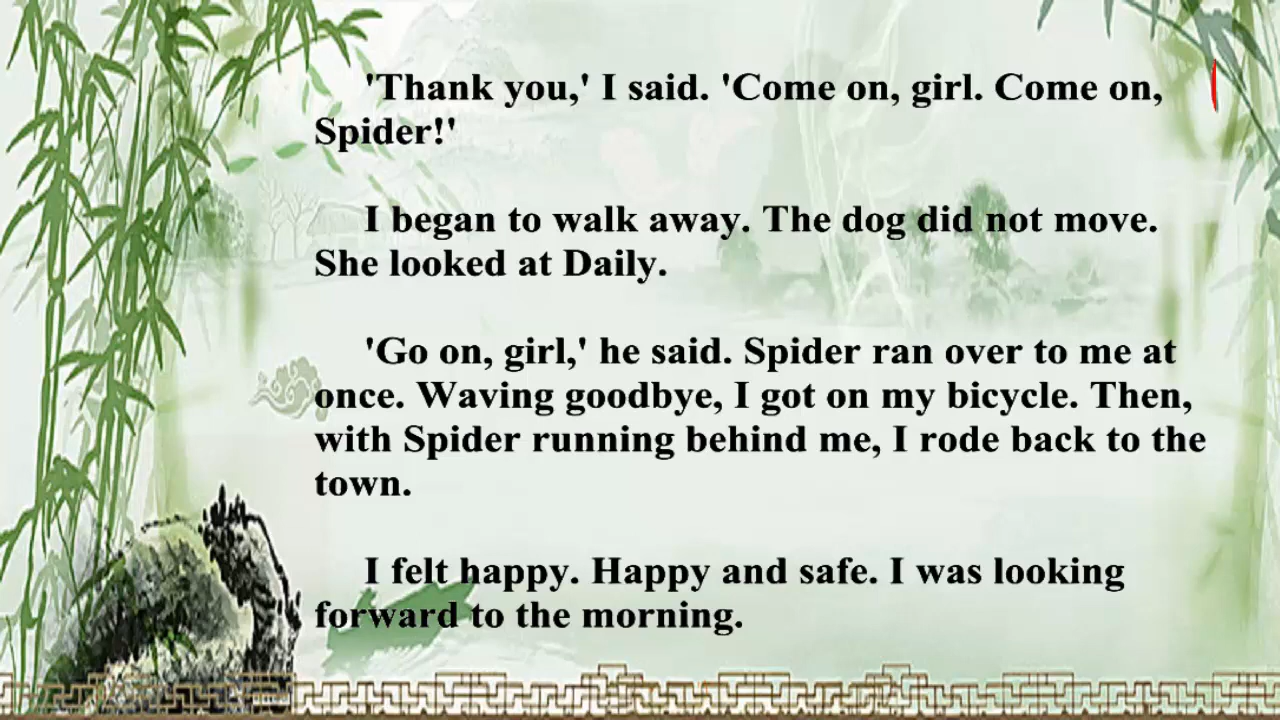 'Thank you,' I said. 'Come on, girl. Come on,
Spider!'
I began to walk away. The dog did not move.
She looked at Daily.
'Go on, girl,' he said. Spider ran over to me at
once. Waving goodbye, I got on my bicycle. Then,
with Spider running behind me, I rode back to the
town.
I felt happy. Happy and safe. I was looking
forward to the morning.